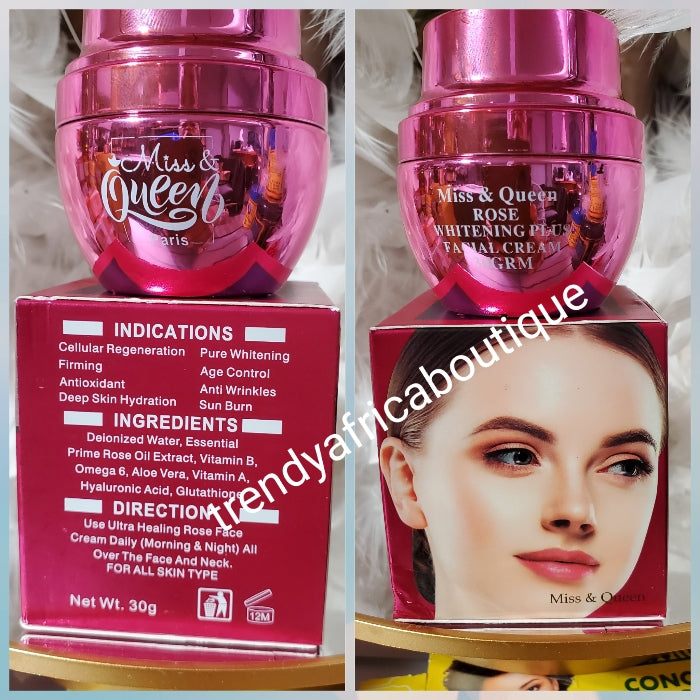 Miss &
Queen
Paris
INDICATIONS
Cellular Regeneration
Firming
Antioxidant
Deep Skin Hydration
Pure Whitening
Age Control
Anti Wrinkles
Sun Burn
INGREDIENTS
Deionized Water, Essential
Prime Rose Oil Extract, Vitamin B,
Omega 6, Aloe Vera, Vitamin A,
Hyaluronic Acid, Glutathione
DIRECTION
Use Ultra Healing Rose Face
Cream Daily (Morning & Night) All
Over The Face And Neck.
FOR ALL SKIN TYPE
Net Wt. 30g
12M
Miss & Queen
ROSE
WHITENING PLUS
FACIAL CREAM
GRM
Miss & Queen
trendyafricaboutique
CONC